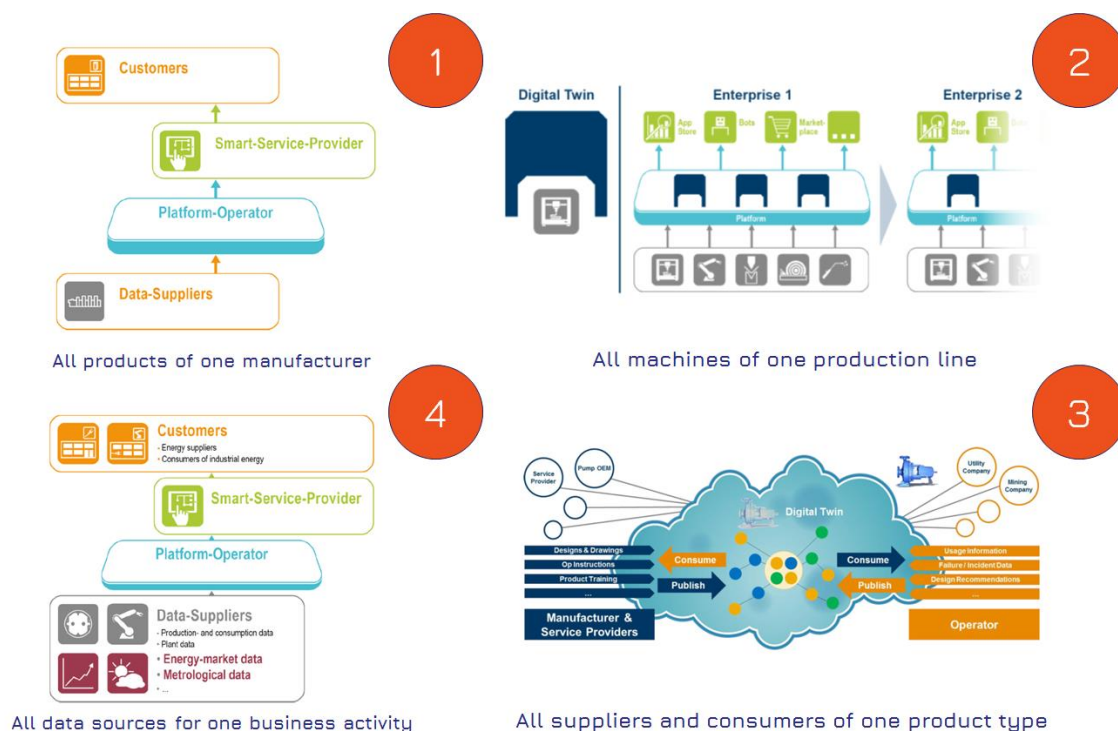 1
Customers
Smart-Service-Provider
Platform-Operator
Data-Suppliers
All products of one manufacturer
2
Digital Twin
Enterprise 1
Enterprise 2
App
Store
Bots
Market-
place
App
Store
Platform
Platform
All machines of one production line
4
Customers
- Energy suppliers
- Consumers of industrial energy
Smart-Service-Provider
Platform-Operator
Data-Suppliers
- Production- and consumption data
- Plant data
• Energy-market data
• Metrological data
• ...
All data sources for one business activity
3
Service
Provider
Pump OEM
Utility
Company
Mining
Company
Digital Twin
Designs & Drawings
Op Instructions
Product Training
...
Consume
Publish
Manufacturer &
Service Providers
Consume
Publish
Usage Information
Failure / Incident Data
Design Recommendations
...
Operator
All suppliers and consumers of one product type